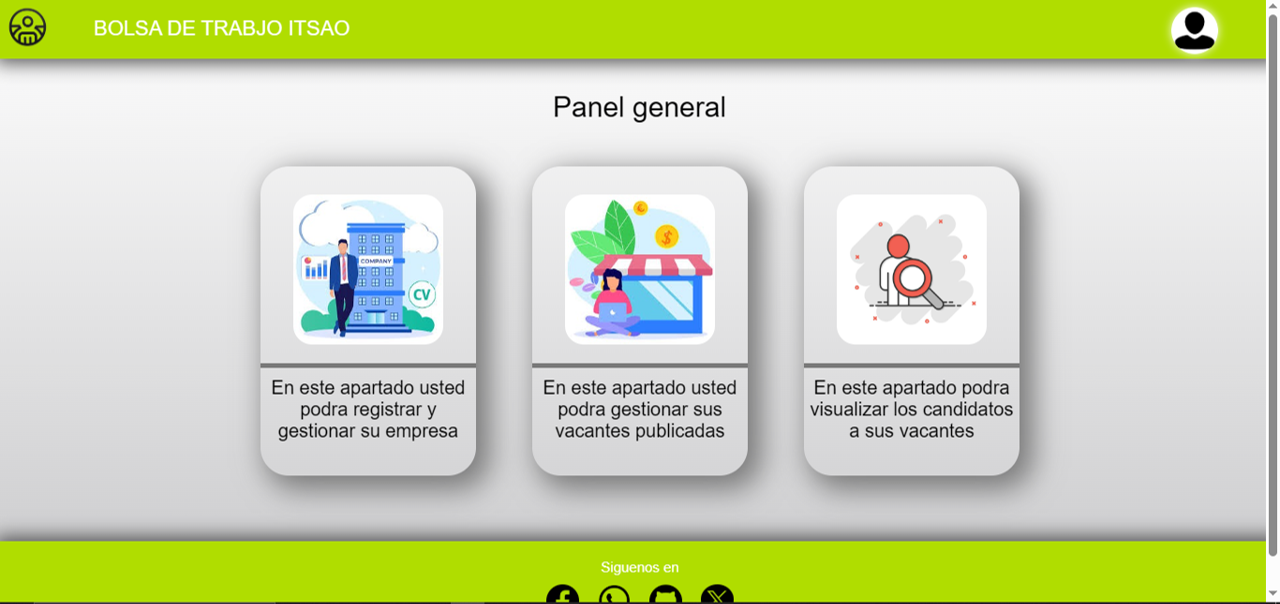 BOLSA DE TRABJO ITSAO
Panel general
COMPANY
CV
En este apartado usted
podra registrar y
gestionar su empresa
En este apartado usted
podra gestionar sus
vacantes publicadas
En este apartado podra
visualizar los candidatos
a sus vacantes
Siguenos en